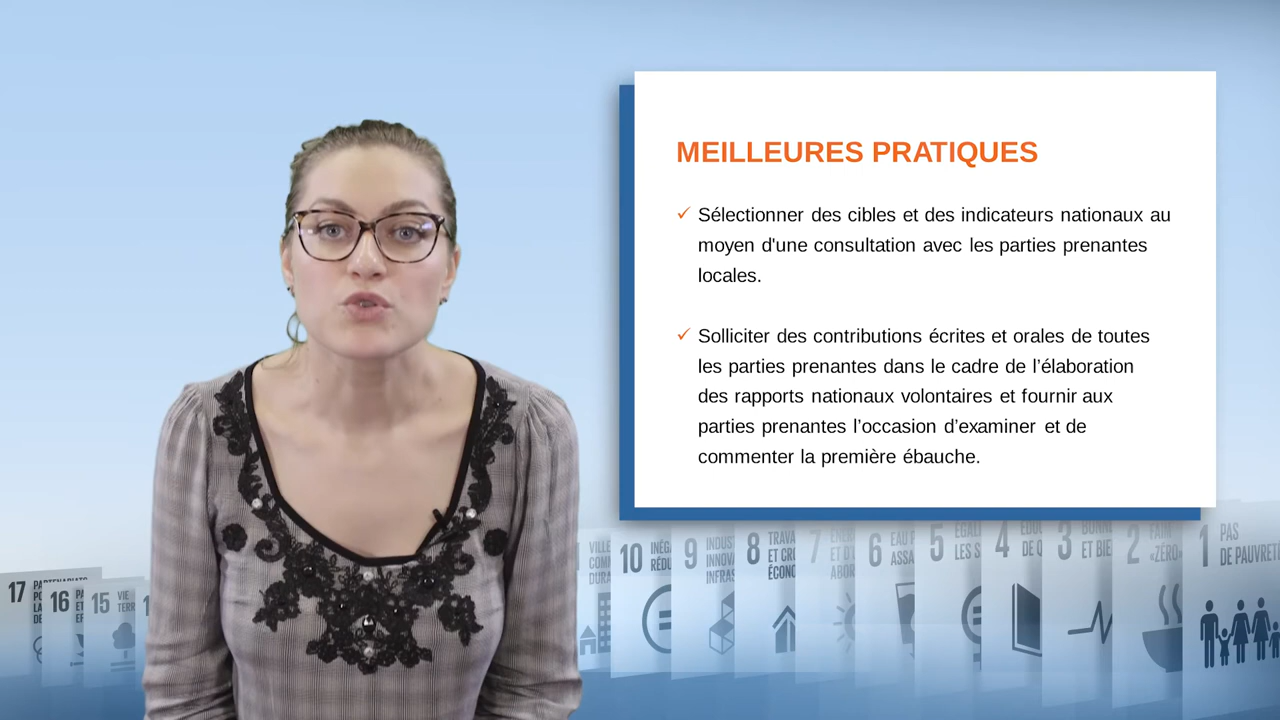 MEILLEURES PRATIQUES
✓ Sélectionner des cibles et des indicateurs nationaux au
moyen d'une consultation avec les parties prenantes
locales.
✓ Solliciter des contributions écrites et orales de toutes
les parties prenantes dans le cadre de l’élaboration
des rapports nationaux volontaires et fournir aux
parties prenantes l’occasion d’examiner et de
commenter la première ébauche.
17
16
15 VIE
10
9
8
7
6
5
4
3
2
«ZÉRO»
1 PAS
DE PAUVRETÉ